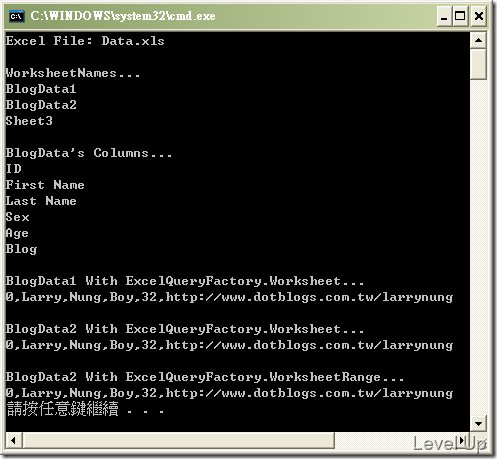 C:\WINDOWS\system32\cmd.exe
Excel File: Data.xls
WorksheetNames...
BlogData1
BlogData2
Sheet3
BlogData's Columns...
ID
First Name
Last Name
Sex
Age
Blog
BlogData1 With ExcelQueryFactory.Worksheet...
0,Larry,Nung,Boy,32,http://www.dotblogs.com.tw/larrynung
BlogData2 With ExcelQueryFactory.Worksheet...
0,Larry,Nung,Boy,32,http://www.dotblogs.com.tw/larrynung
BlogData2 With ExcelQueryFactory.WorksheetRange...
0,Larry,Nung,Boy,32,http://www.dotblogs.com.tw/larrynung
請按任意鍵繼續 . . .
Level Up